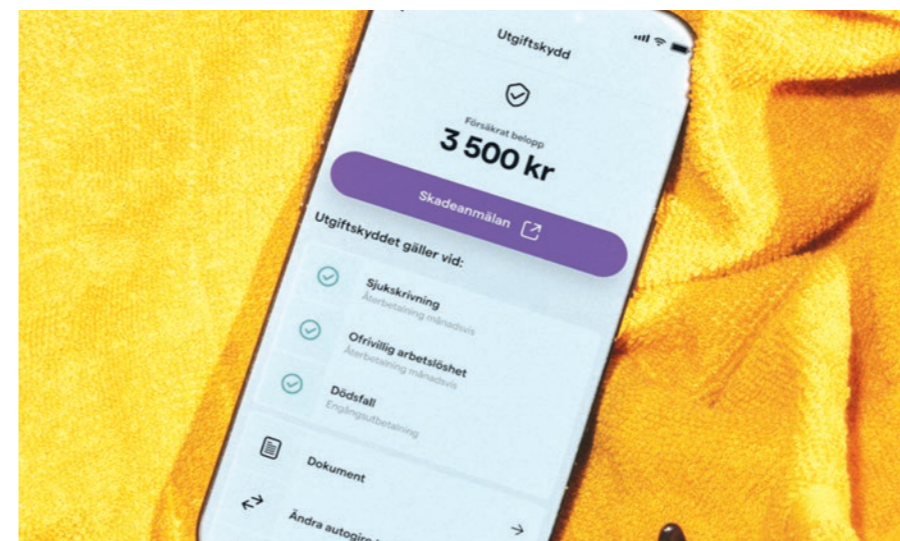 Utgiftskydd
Försäkrat belopp
3 500 kr
Skadeanmälan
Utgiftskyddet gäller vid:
Sjukskrivning
Återbetalning månadsvis
Ofrivillig arbetslöshet
Återbetalning månadsvis
Dödsfall
Engångsutbetalning
Dokument
Ändra autogiro